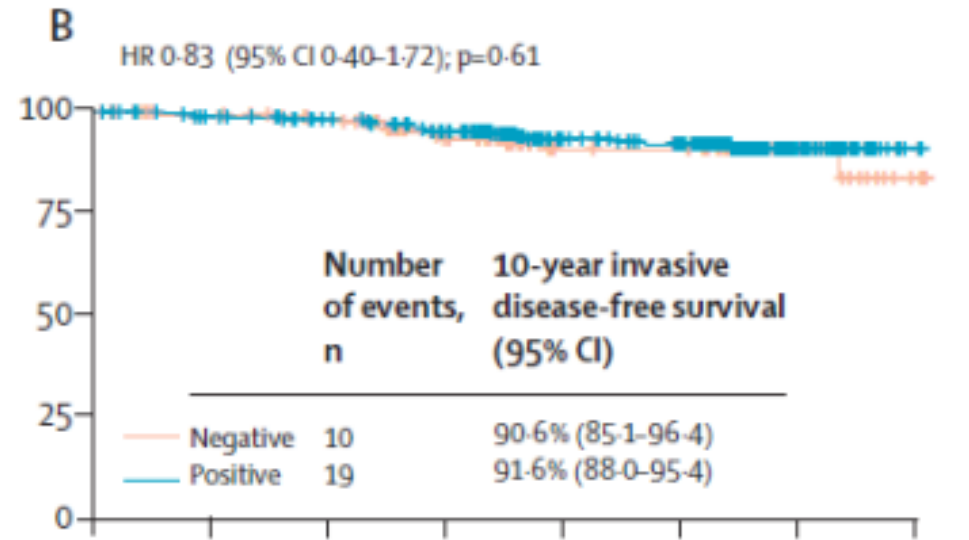 B
HR 0·83 (95% CI 0·40–1·72); p=0·61
100
75
50
25
0
Number of events, n
10-year invasive disease-free survival (95% CI)
Negative 10 90·6% (85·1–96·4)
Positive 19 91·6% (88·0–95·4)